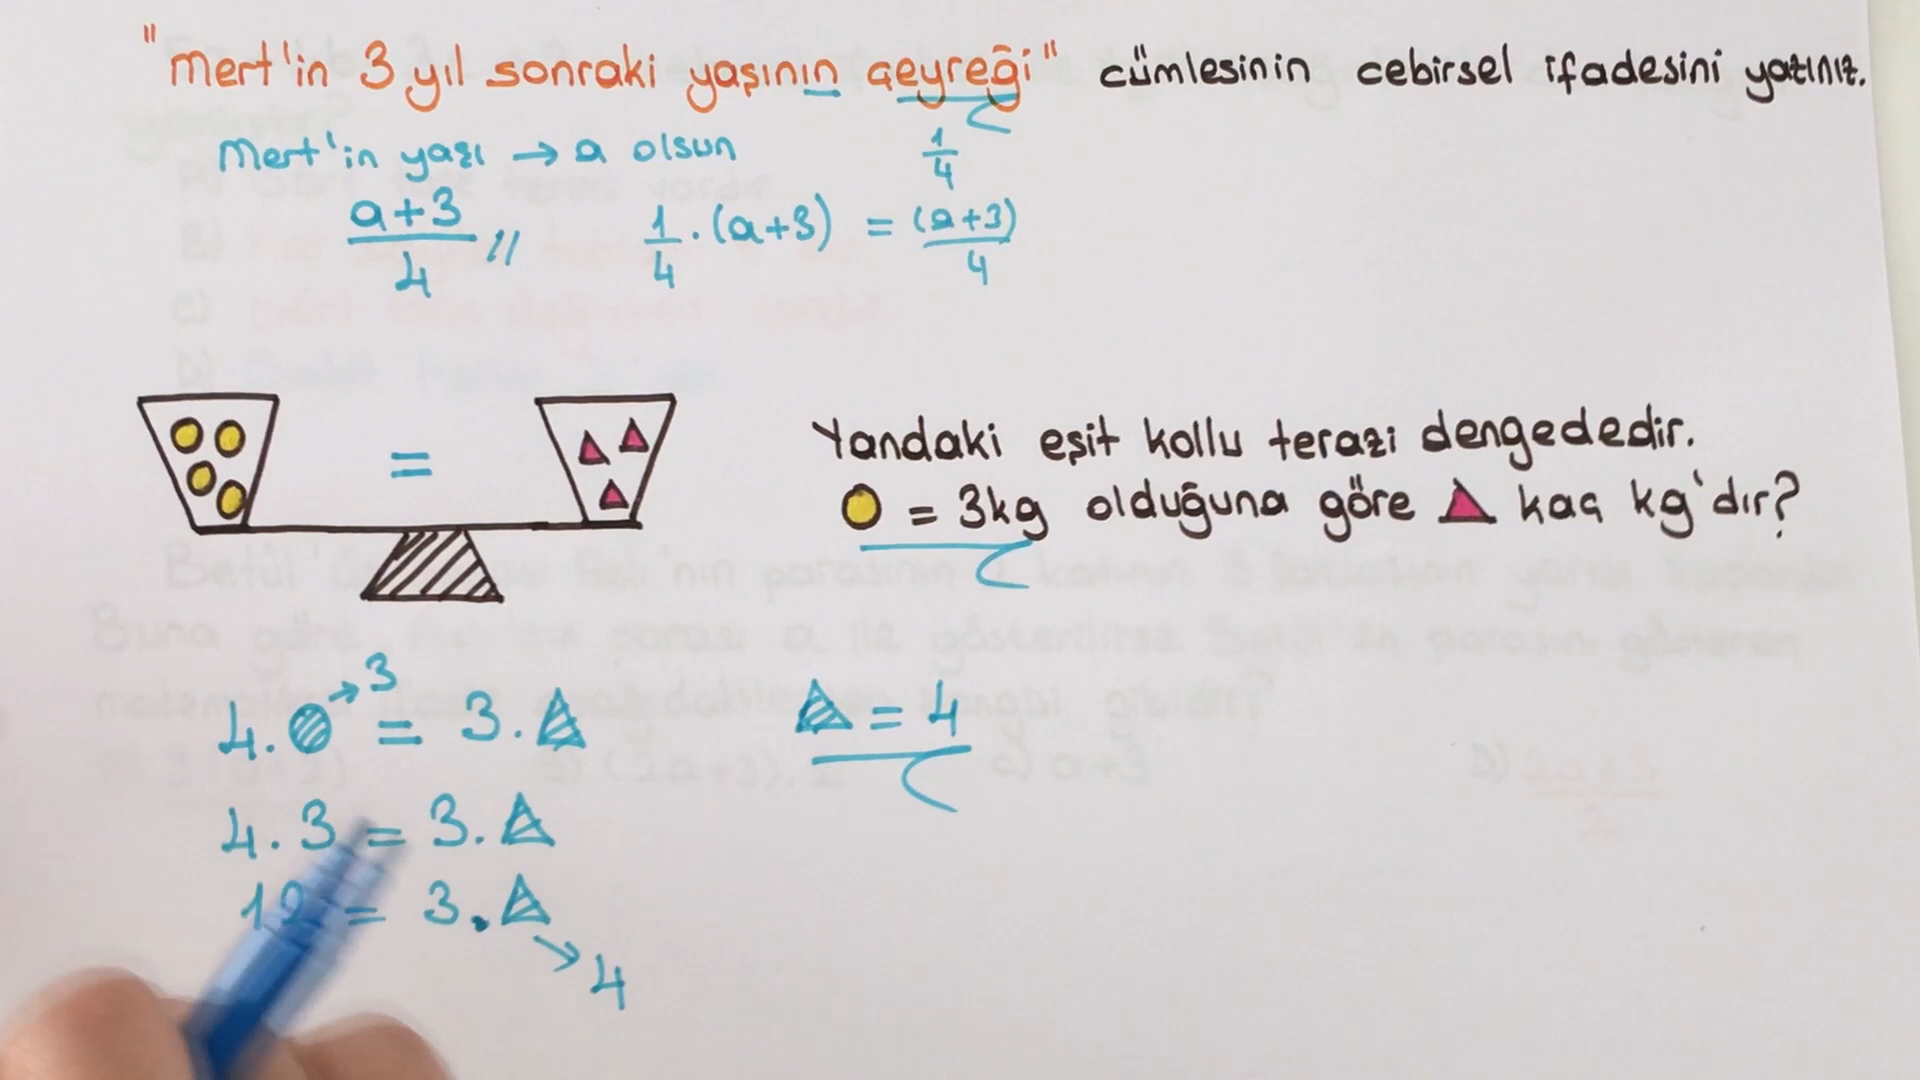 "Mert'in 3 yıl sonraki yaşının çeyreği" cümlesinin cebirsel ifadesini yazınız.
Mert'in yaşı → a olsun
1/4
a+3/4 // 1/4 . (a+3) = (a+3)/4
=
Yandaki eşit kollu terazi dengededir.
= 3kg olduğuna göre ▲ kaç kg'dır?
4. ● → 3 = 3. ▲
▲ = 4
4. 3 = 3. ▲
12 = 3. ▲
→ 4